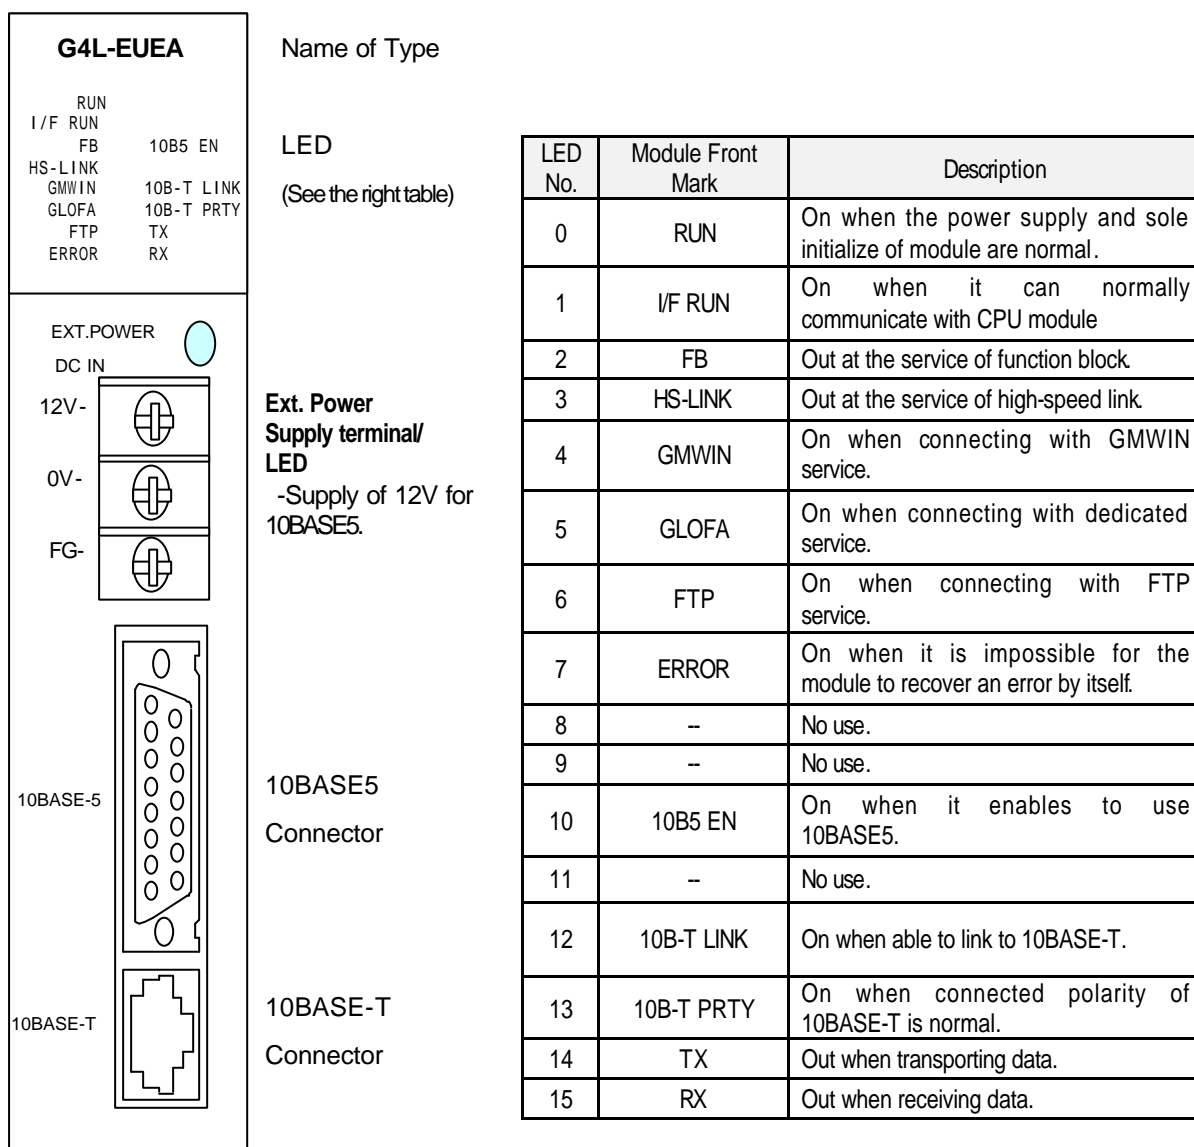 G4L-EUEA
RUN
I/F RUN
FB 10B5 EN
HS-LINK
GMWIN 10B-T LINK
GLOFA 10B-T PRTY
FTP TX
ERROR RX
EXT.POWER
DC IN
12V-
0V-
FG-
10BASE-5
10BASE-T
Name of Type
LED
(See the right table)
Ext. Power
Supply terminal/
LED
-Supply of 12V for
10BASE5.
10BASE5
Connector
10BASE-T
Connector
LED No. Module Front Mark Description
0 RUN On when the power supply and sole
initialize of module are normal.
1 I/F RUN On when it can normally
communicate with CPU module
2 FB Out at the service of function block.
3 HS-LINK Out at the service of high-speed link.
4 GMWIN On when connecting with GMWIN
service.
5 GLOFA On when connecting with dedicated
service.
6 FTP On when connecting with FTP
service.
7 ERROR On when it is impossible for the
module to recover an error by itself.
8 -- No use.
9 -- No use.
10 10B5 EN On when it enables to use
10BASE5.
11 -- No use.
12 10B-T LINK On when able to link to 10BASE-T.
13 10B-T PRTY On when connected polarity of
10BASE-T is normal.
14 TX Out when transporting data.
15 RX Out when receiving data.